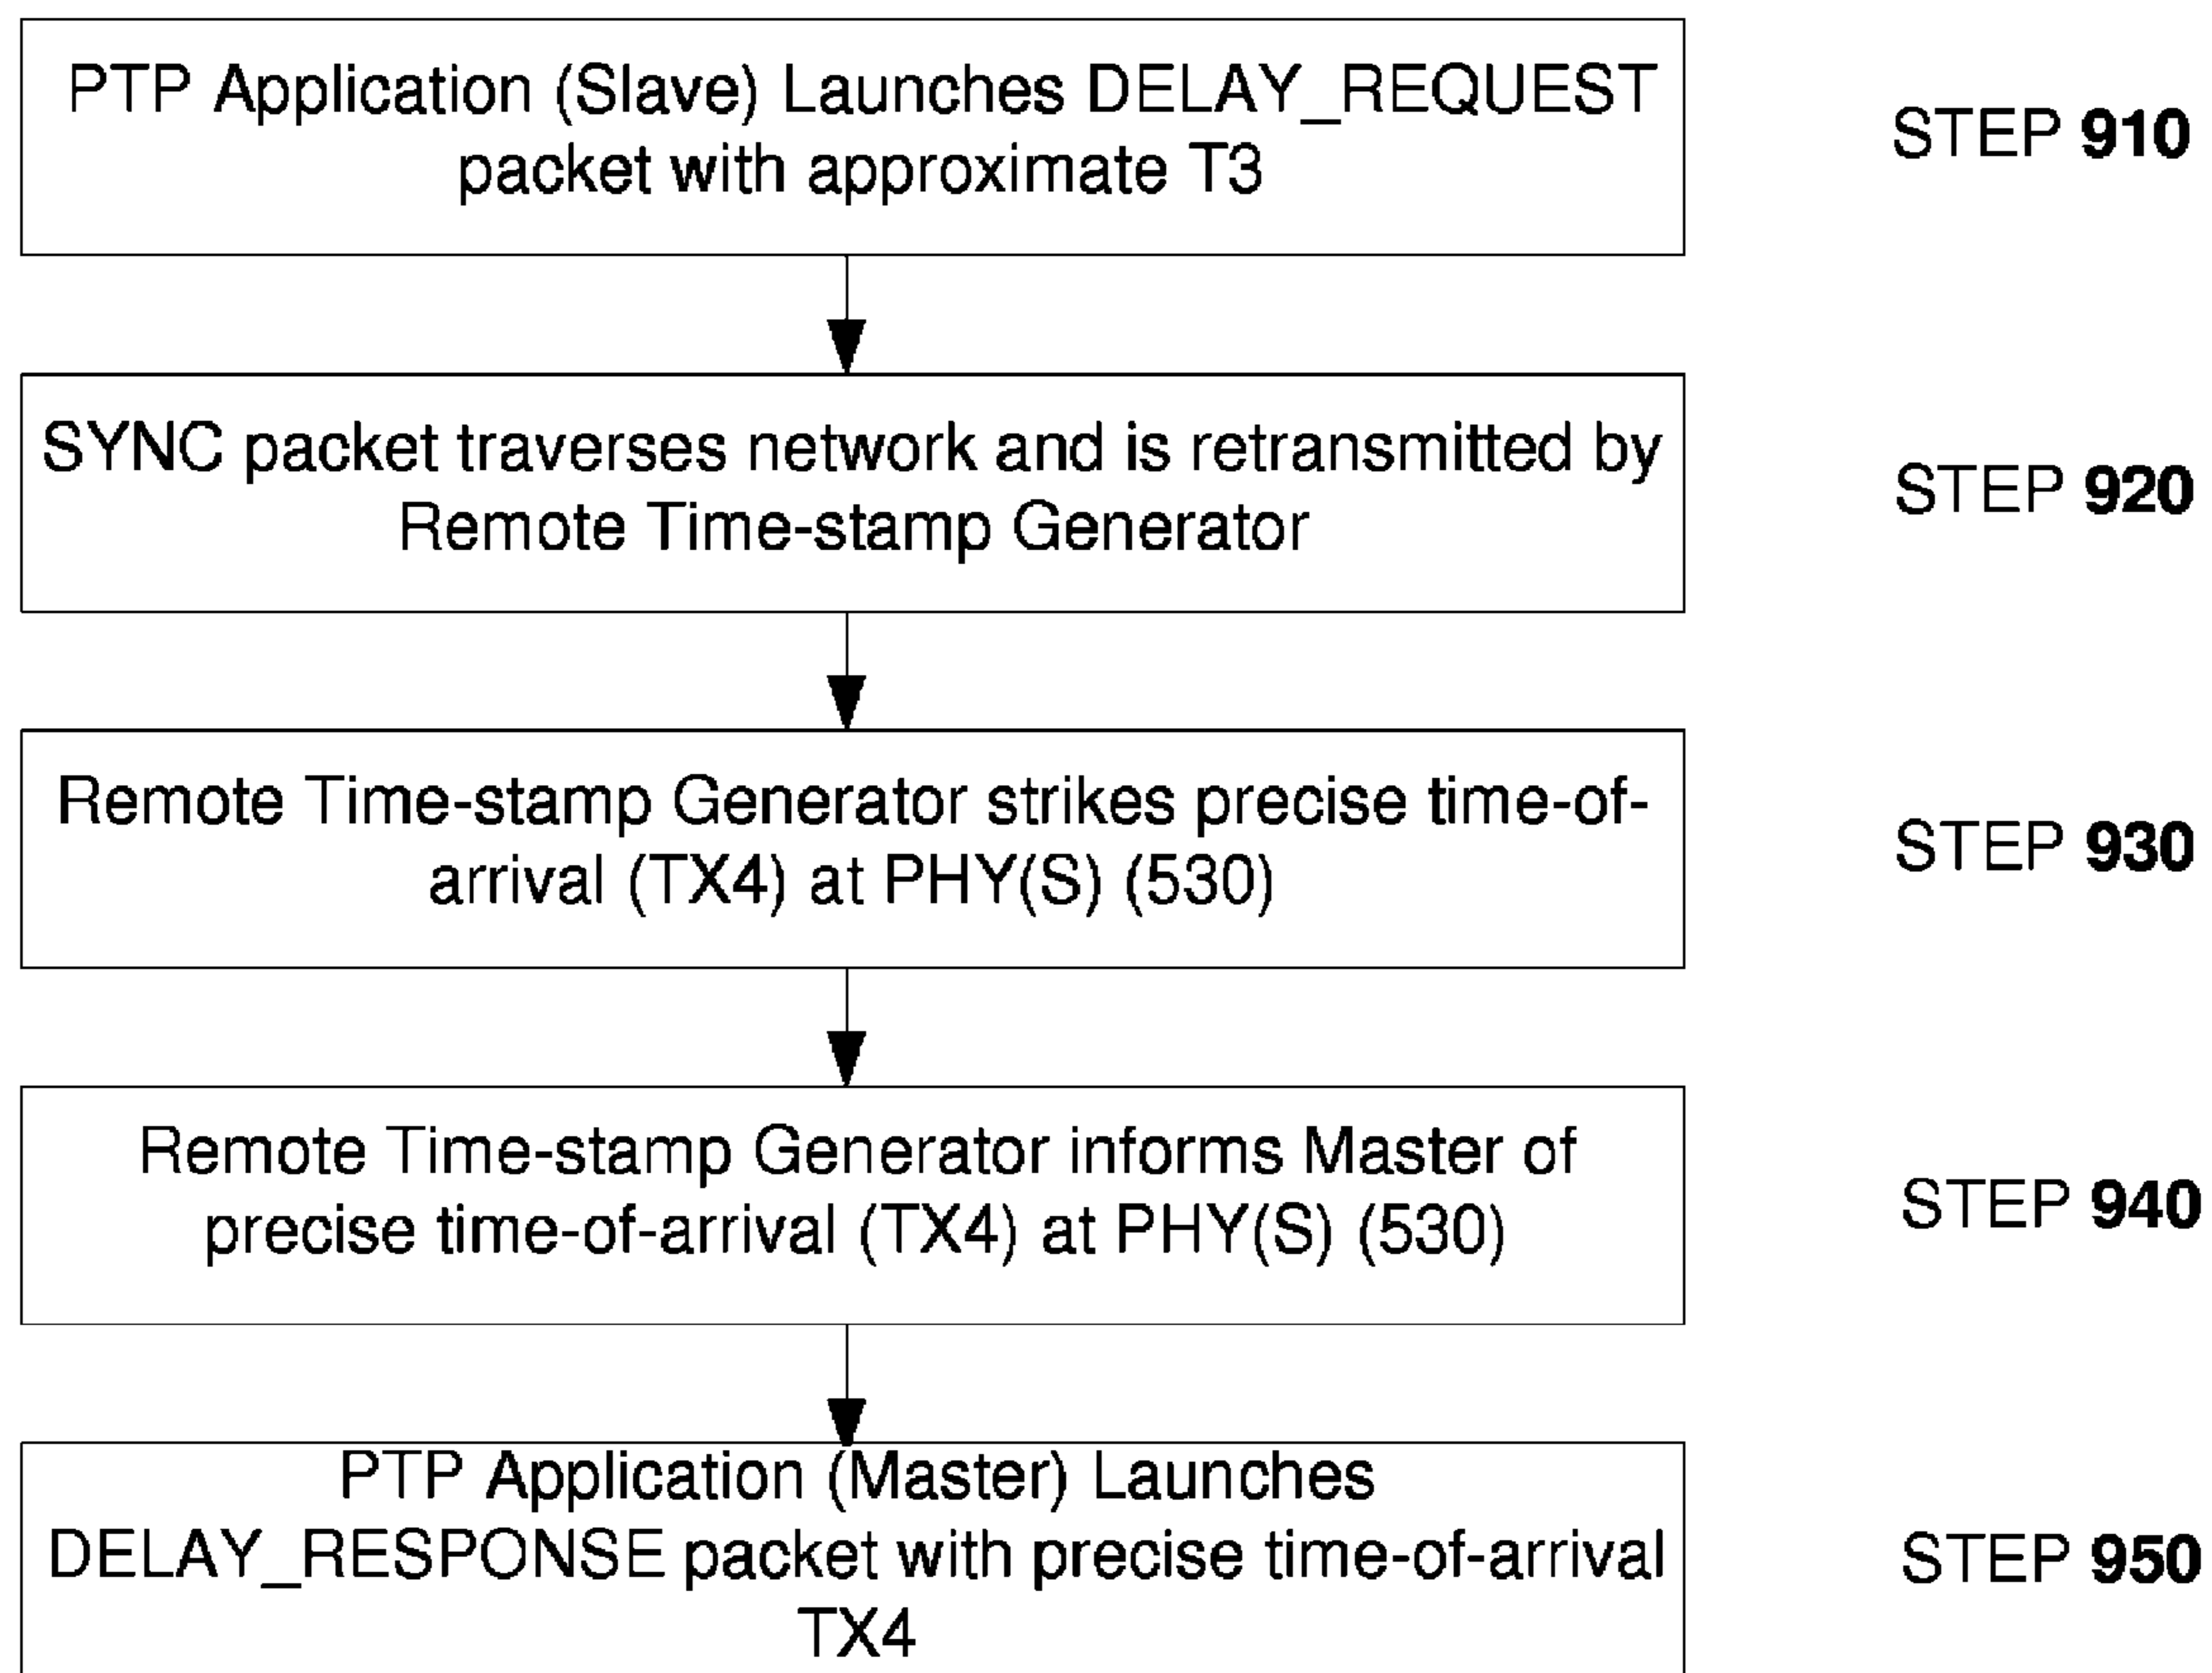 PTP Application (Slave) Launches DELAY_REQUEST
packet with approximate T3
STEP 910
SYNC packet traverses network and is retransmitted by
Remote Time-stamp Generator
STEP 920
Remote Time-stamp Generator strikes precise time-of-
arrival (TX4) at PHY(S) (530)
STEP 930
Remote Time-stamp Generator informs Master of
precise time-of-arrival (TX4) at PHY(S) (530)
STEP 940
PTP Application (Master) Launches
DELAY_RESPONSE packet with precise time-of-arrival
TX4
STEP 950